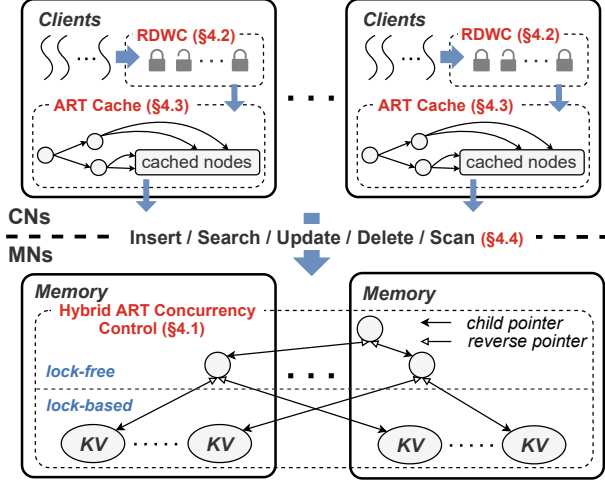 Clients
RDWC (§4.2)
ART Cache (§4.3)
cached nodes
Clients
RDWC (§4.2)
ART Cache (§4.3)
cached nodes
CNs
Insert / Search / Update / Delete / Scan (§4.4)
MNs
Memory
Memory
Hybrid ART Concurrency
Control (§4.1)
child pointer
reverse pointer
lock-free
lock-based
KV
KV
KV
KV